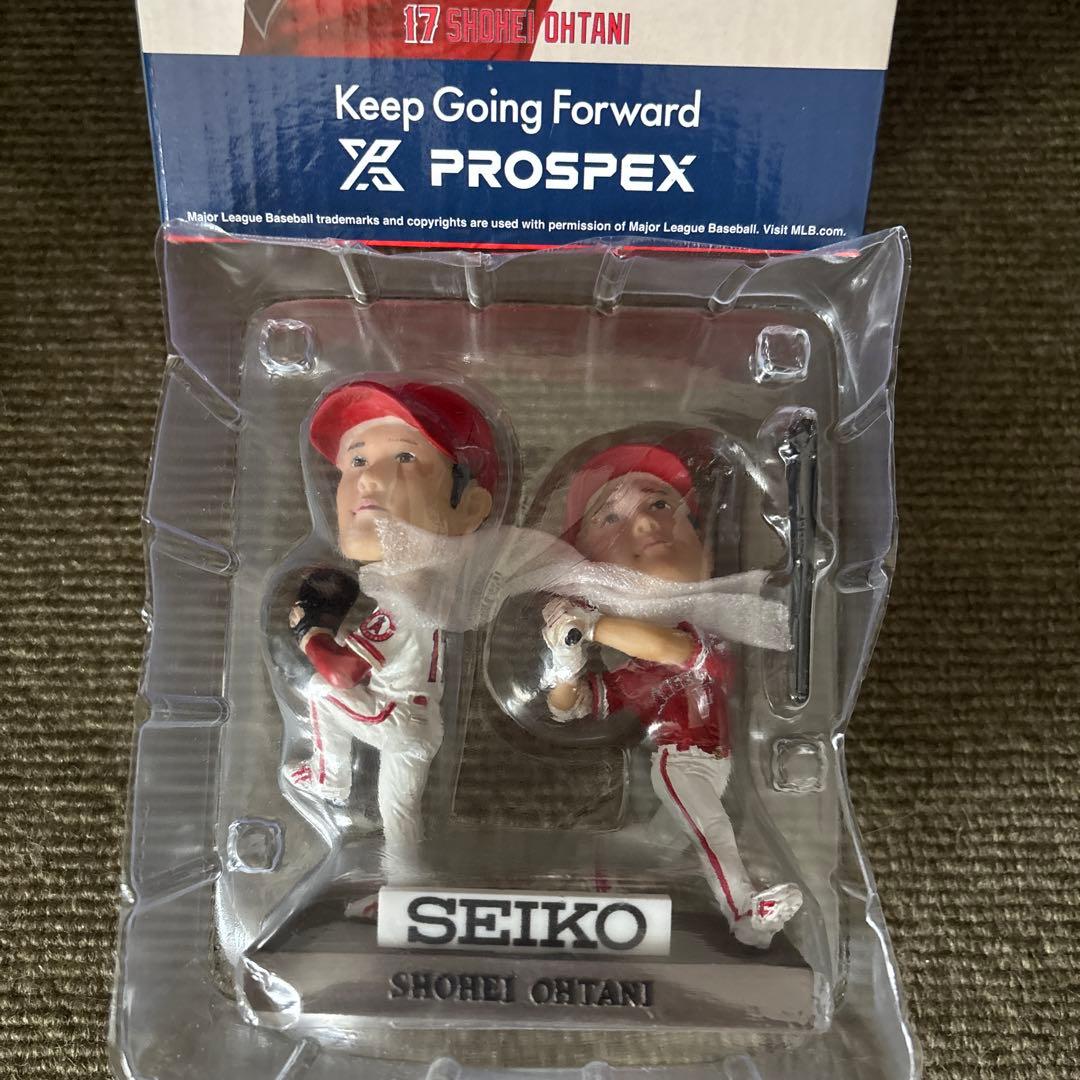 17 SHOHEI OHTANI
Keep Going Forward
PROSPEX
Major League Baseball trademarks and copyrights are used with permission of Major League Baseball. Visit MLB.com.
A
SEIKO
SHOHEI OHTANI